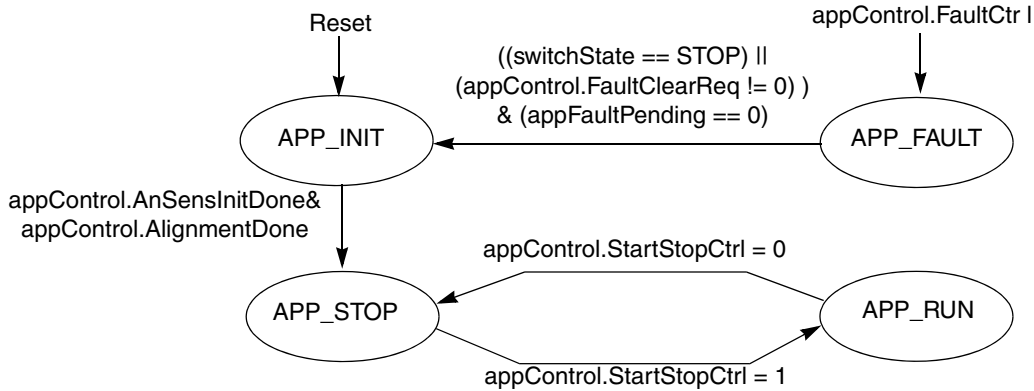 Reset
appControl.FaultCtr l
((switchState == STOP) ||
(appControl.FaultClearReq != 0) )
& (appFaultPending == 0)
APP_INIT
APP_FAULT
appControl.AnSensInitDone&
appControl.AlignmentDone
appControl.StartStopCtrl = 0
APP_STOP
APP_RUN
appControl.StartStopCtrl = 1